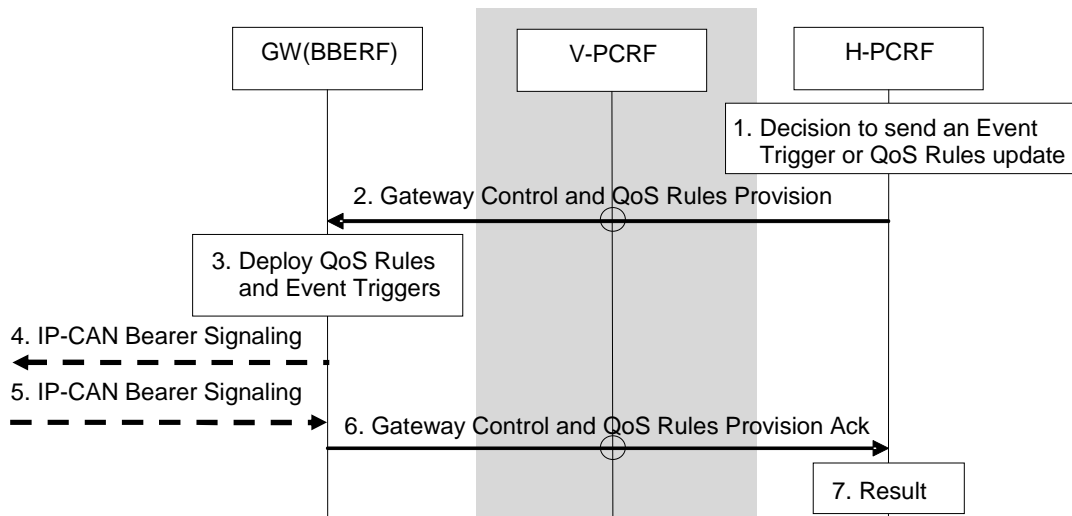 GW(BBERF)
V-PCRF
H-PCRF
1. Decision to send an Event
Trigger or QoS Rules update
2. Gateway Control and QoS Rules Provision
3. Deploy QoS Rules
and Event Triggers
4. IP-CAN Bearer Signaling
5. IP-CAN Bearer Signaling
6. Gateway Control and QoS Rules Provision Ack
7. Result